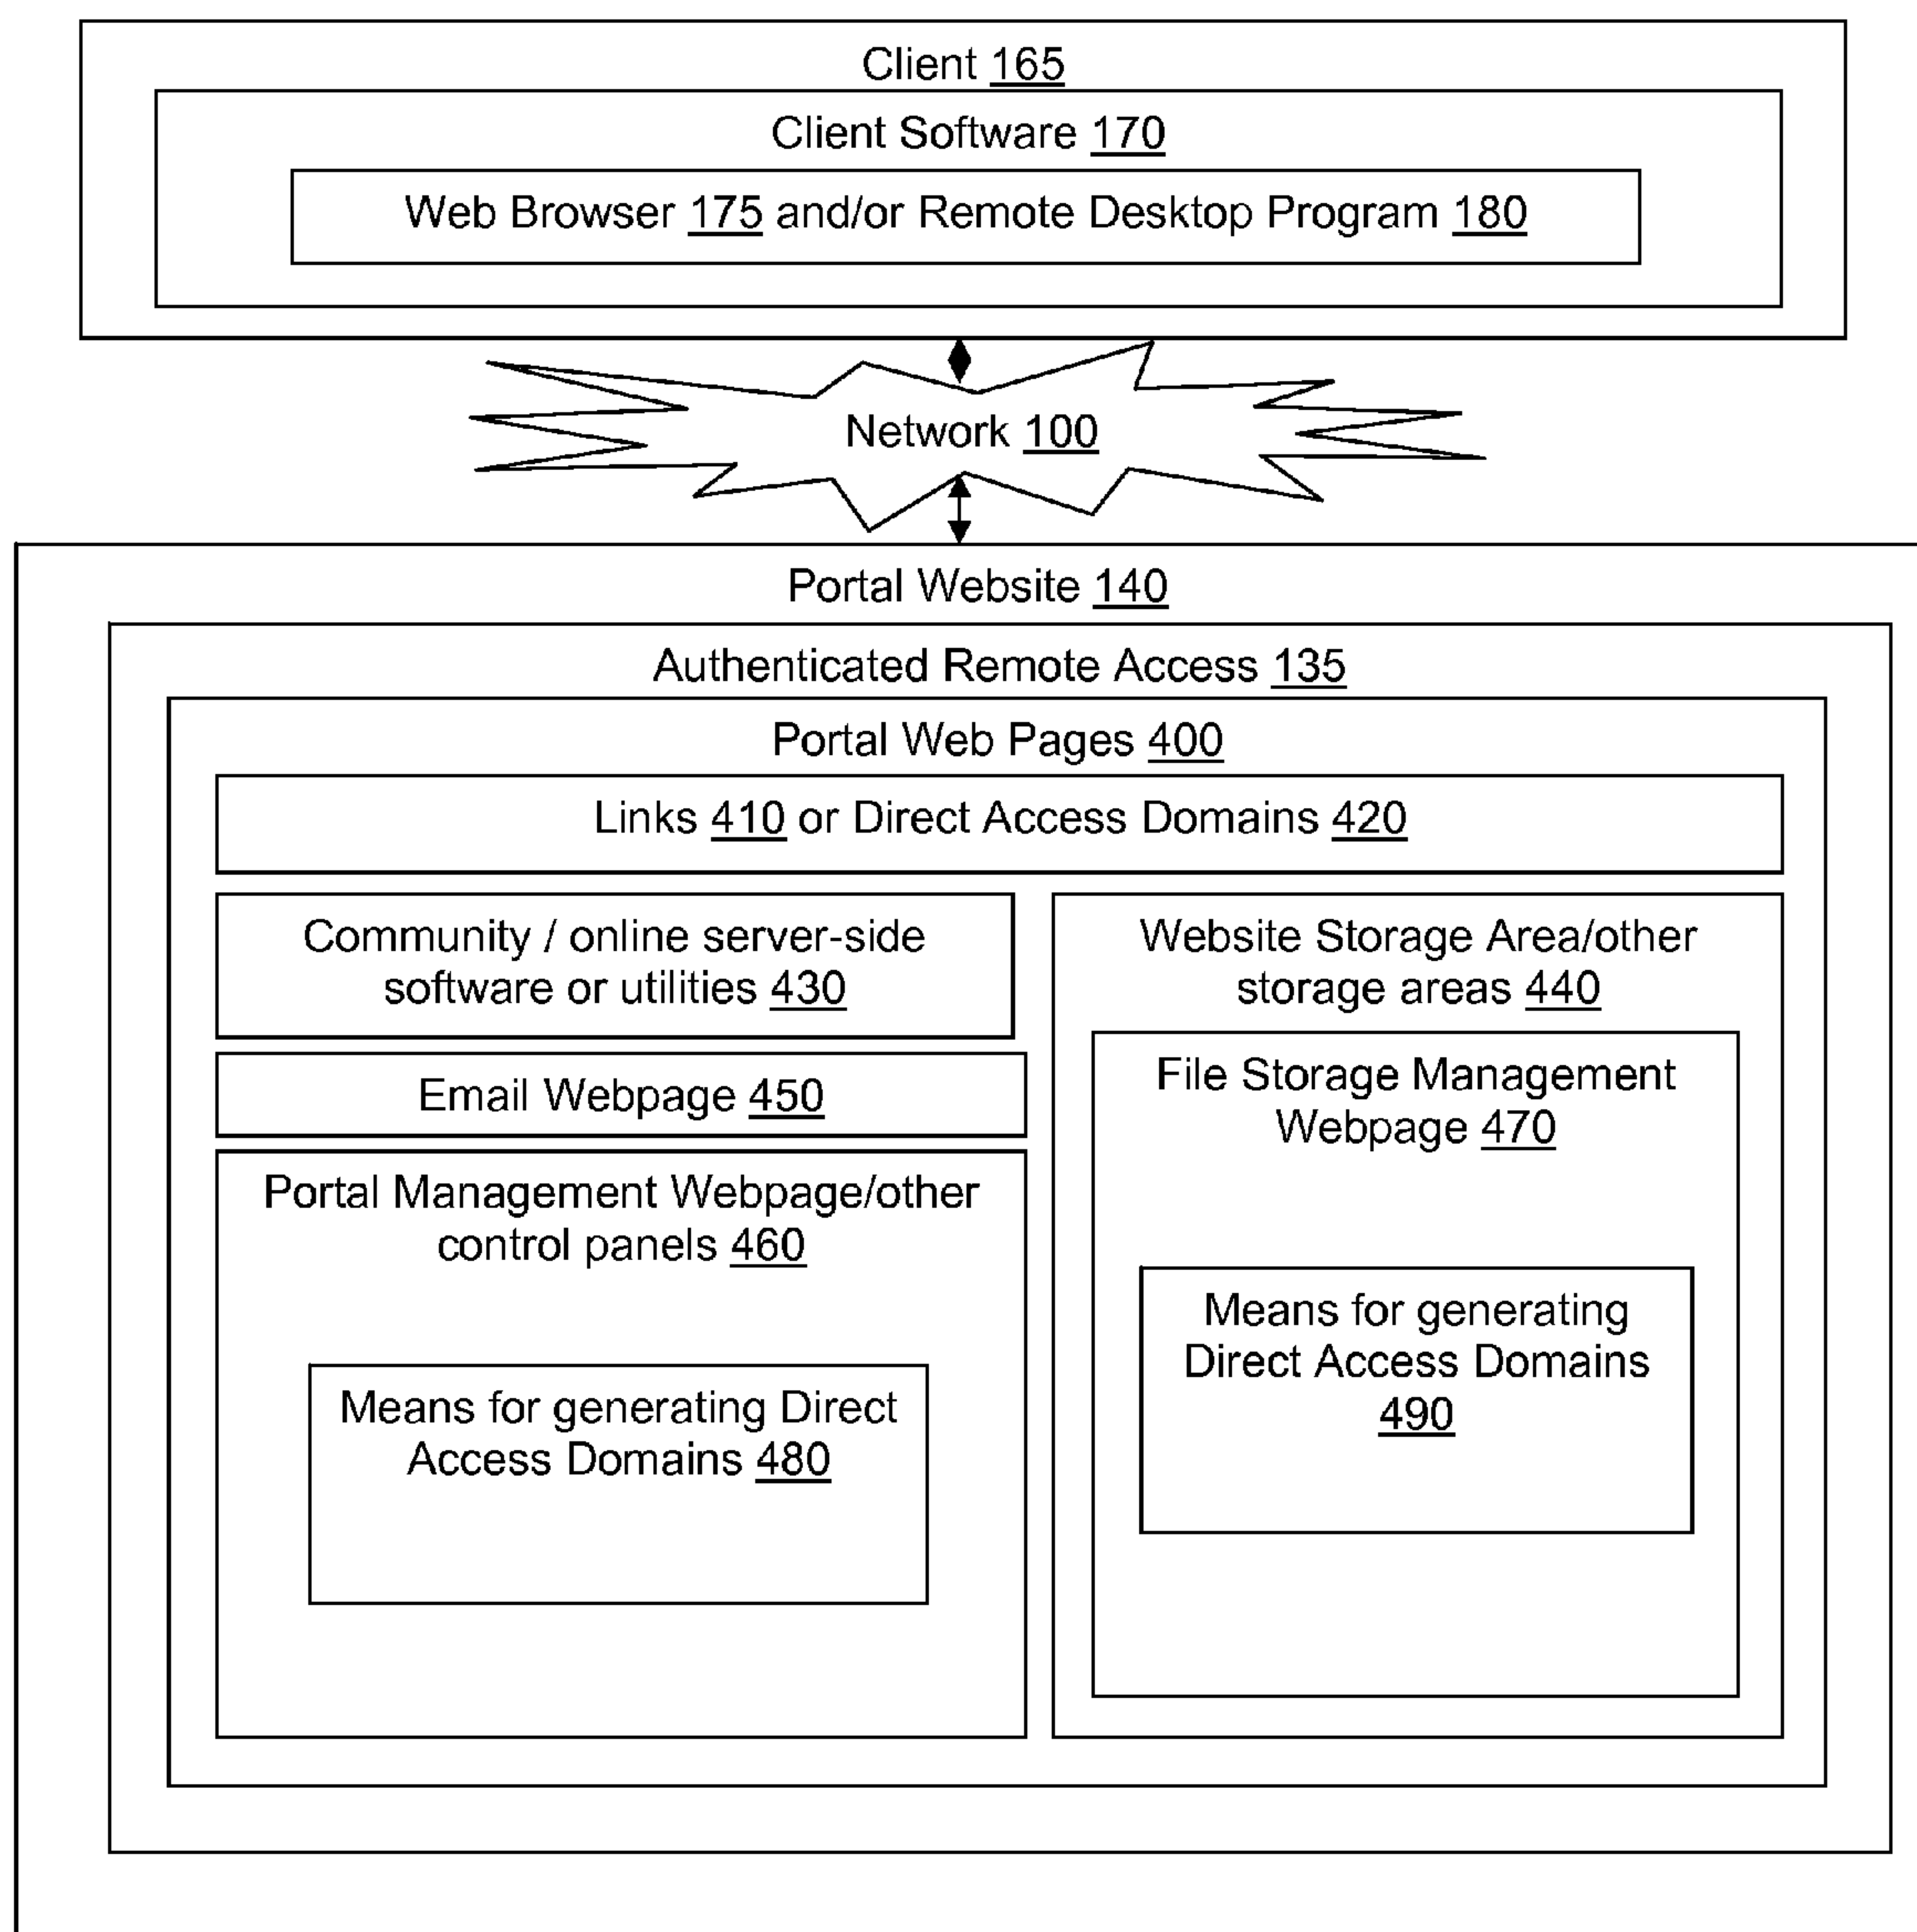 Client 165
Client Software 170
Web Browser 175 and/or Remote Desktop Program 180
Network 100
Portal Website 140
Authenticated Remote Access 135
Portal Web Pages 400
Links 410 or Direct Access Domains 420
Community / online server-side
software or utilities 430
Email Webpage 450
Portal Management Webpage/other
control panels 460
Means for generating Direct
Access Domains 480
Website Storage Area/other
storage areas 440
File Storage Management
Webpage 470
Means for generating
Direct Access Domains
490